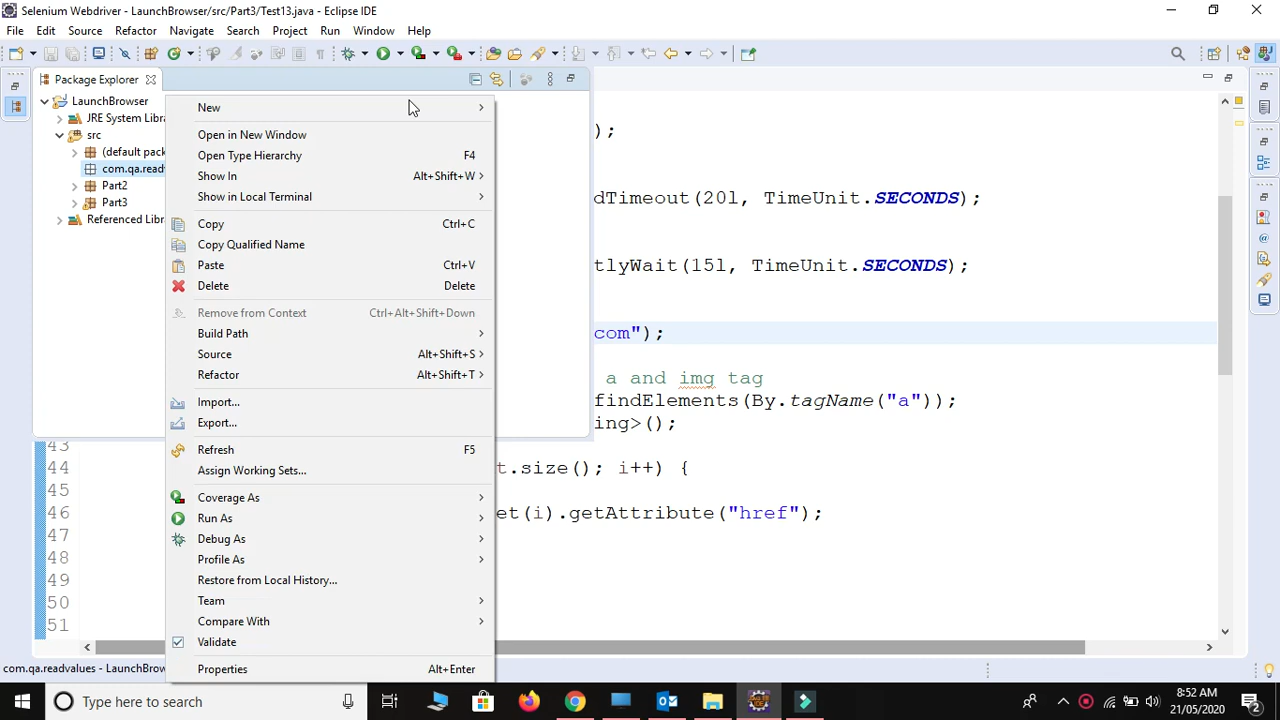 Selenium Webdriver - LaunchBrowser/src/Part3/Test13.java - Eclipse IDE
File Edit Source Refactor Navigate Search Project Run Window Help
Package Explorer
LaunchBrowser
JRE System Libra
src
(default pack
com.qa.readv
Part2
Part3
Referenced Libr
New
Open in New Window
Open Type Hierarchy F4
Show In Alt+Shift+W
Show in Local Terminal
Copy Ctrl+C
Copy Qualified Name
Paste Ctrl+V
Delete Delete
Remove from Context Ctrl+Alt+Shift+Down
Build Path
Source Alt+Shift+S
Refactor Alt+Shift+T
Import...
Export...
Refresh F5
Assign Working Sets...
Coverage As
Run As
Debug As
Profile As
Restore from Local History...
Team
Compare With
Validate
Properties Alt+Enter
);
dTimeout(20l, TimeUnit.SECONDS);
tlyWait(15l, TimeUnit.SECONDS);
com");
a and img tag
findElements(By.tagName("a"));
43 ing>();
44 t.size(); i++) {
45
46 et(i).getAttribute("href");
47
48
49
50
51
com.qa.readvalues - LaunchBrow
Type here to search
8:52 AM
21/05/2020
2